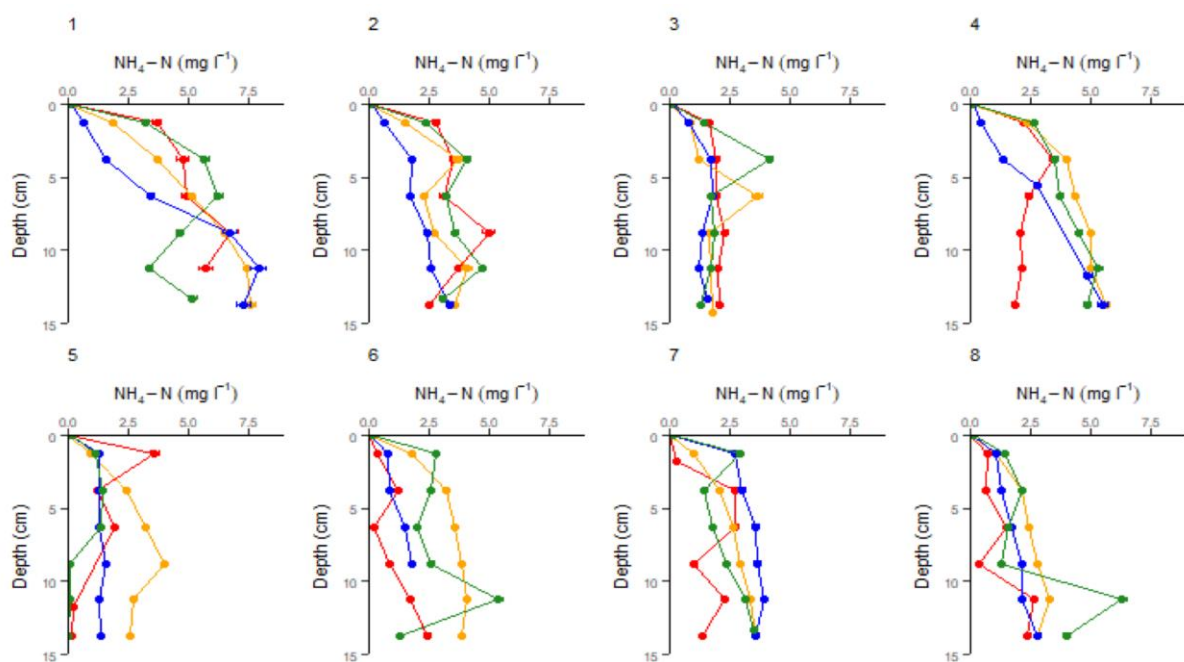 1 2 3 4
NH₄–N (mg l⁻¹) NH₄–N (mg l⁻¹) NH₄–N (mg l⁻¹) NH₄–N (mg l⁻¹)
0.0 2.5 5.0 7.5 0.0 2.5 5.0 7.5 0.0 2.5 5.0 7.5 0.0 2.5 5.0 7.5
0 0 0 0
5 5 5 5
Depth (cm) Depth (cm) Depth (cm) Depth (cm)
10 10 10 10
15 15 15 15
5 6 7 8
NH₄–N (mg l⁻¹) NH₄–N (mg l⁻¹) NH₄–N (mg l⁻¹) NH₄–N (mg l⁻¹)
0.0 2.5 5.0 7.5 0.0 2.5 5.0 7.5 0.0 2.5 5.0 7.5 0.0 2.5 5.0 7.5
0 0 0 0
5 5 5 5
Depth (cm) Depth (cm) Depth (cm) Depth (cm)
10 10 10 10
15 15 15 15